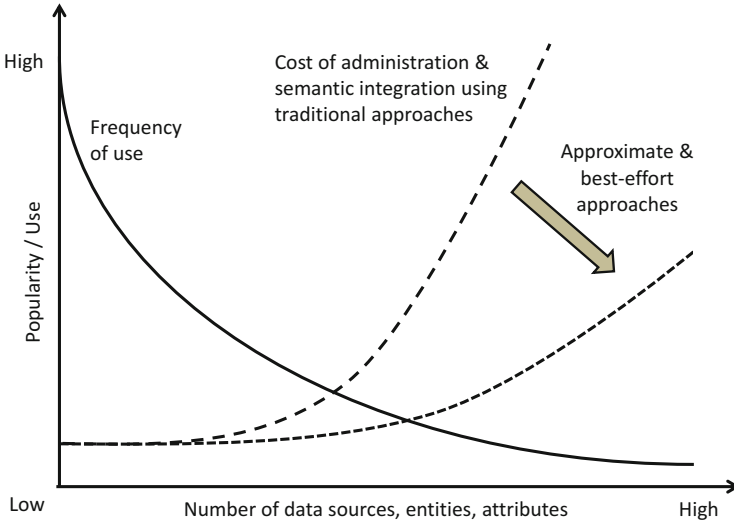 High
Cost of administration &
semantic integration using
traditional approaches
Frequency
of use
Approximate &
best-effort
approaches
Popularity / Use
Low
Number of data sources, entities, attributes
High